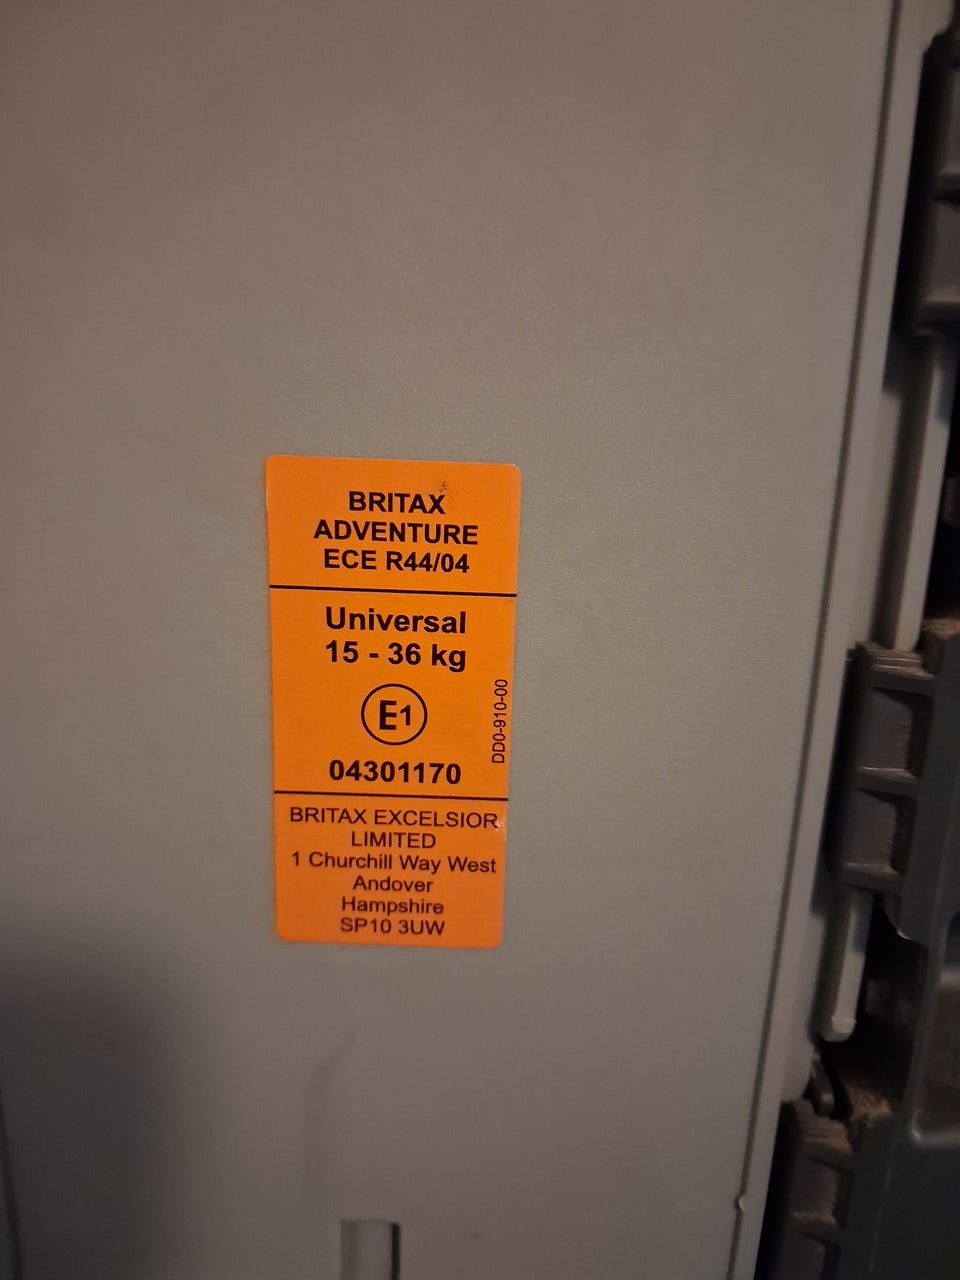 BRITAX
ADVENTURE
ECE R44/04
Universal
15 - 36 kg
E1
04301170
DD0-910-00
BRITAX EXCELSIOR
LIMITED
1 Churchill Way West
Andover
Hampshire
SP10 3UW